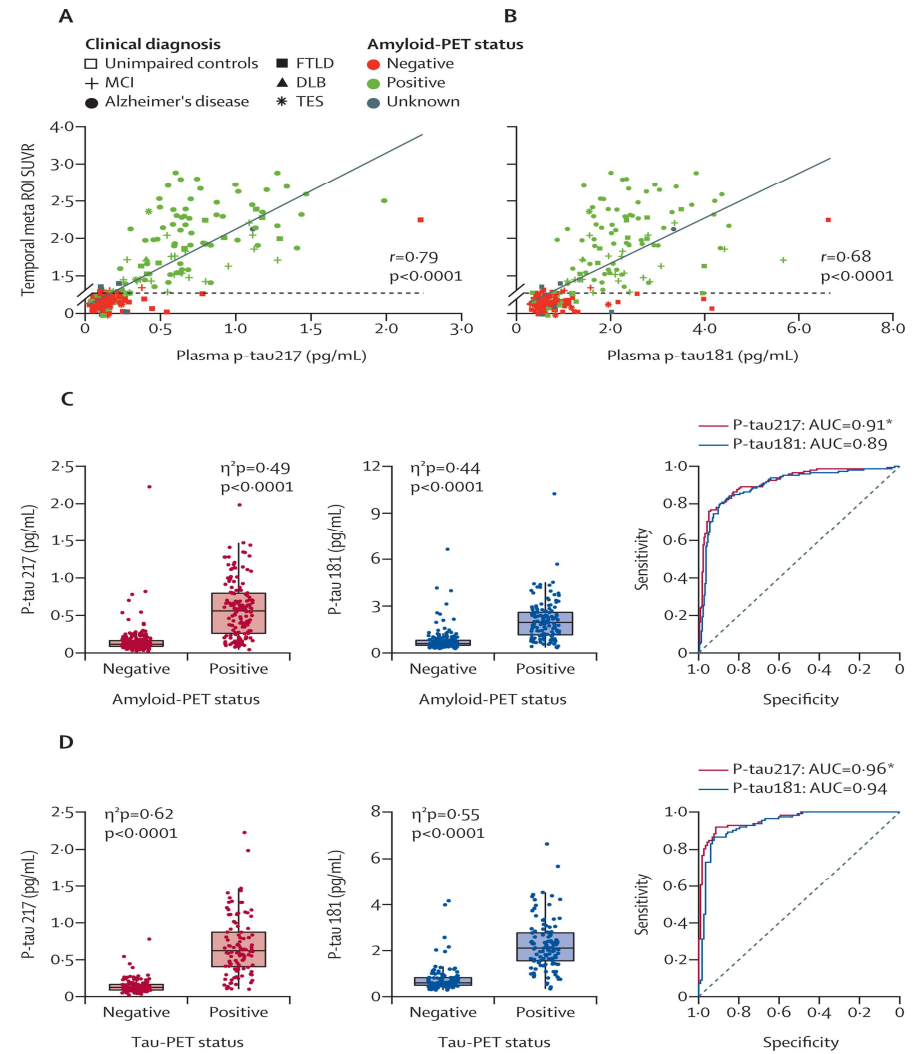 A
B
Clinical diagnosis
Unimpaired controls
MCI
Alzheimer's disease
FTLD
DLB
TES
Amyloid-PET status
Negative
Positive
Unknown
Temporal meta ROI SUVR
4·0
3·0
2·5
2·0
1·5
0
r=0·79
p<0·0001
0 0·5 1·0 1·5 2·0 3·0
Plasma p-tau217 (pg/mL)
r=0·68
p<0·0001
0 2·0 4·0 6·0 8·0
Plasma p-tau181 (pg/mL)
C
P-tau 217 (pg/mL)
2·5
2·0
1·5
1·0
0·5
0
η²p=0·49
p<0·0001
Negative Positive
Amyloid-PET status
P-tau 181 (pg/mL)
12
9
6
3
0
η²p=0·44
p<0·0001
Negative Positive
Amyloid-PET status
P-tau217: AUC=0·91*
P-tau181: AUC=0·89
Sensitivity
1·0
0·8
0·6
0·4
0·2
0
1·0 0·8 0·6 0·4 0·2 0
Specificity
D
P-tau 217 (pg/mL)
2·5
2·0
1·5
1·0
0·5
0
η²p=0·62
p<0·0001
Negative Positive
Tau-PET status
P-tau 181 (pg/mL)
8
6
4
2
0
η²p=0·55
p<0·0001
Negative Positive
Tau-PET status
P-tau217: AUC=0·96*
P-tau181: AUC=0·94
Sensitivity
1·0
0·8
0·6
0·4
0·2
0
1·0 0·8 0·6 0·4 0·2 0
Specificity